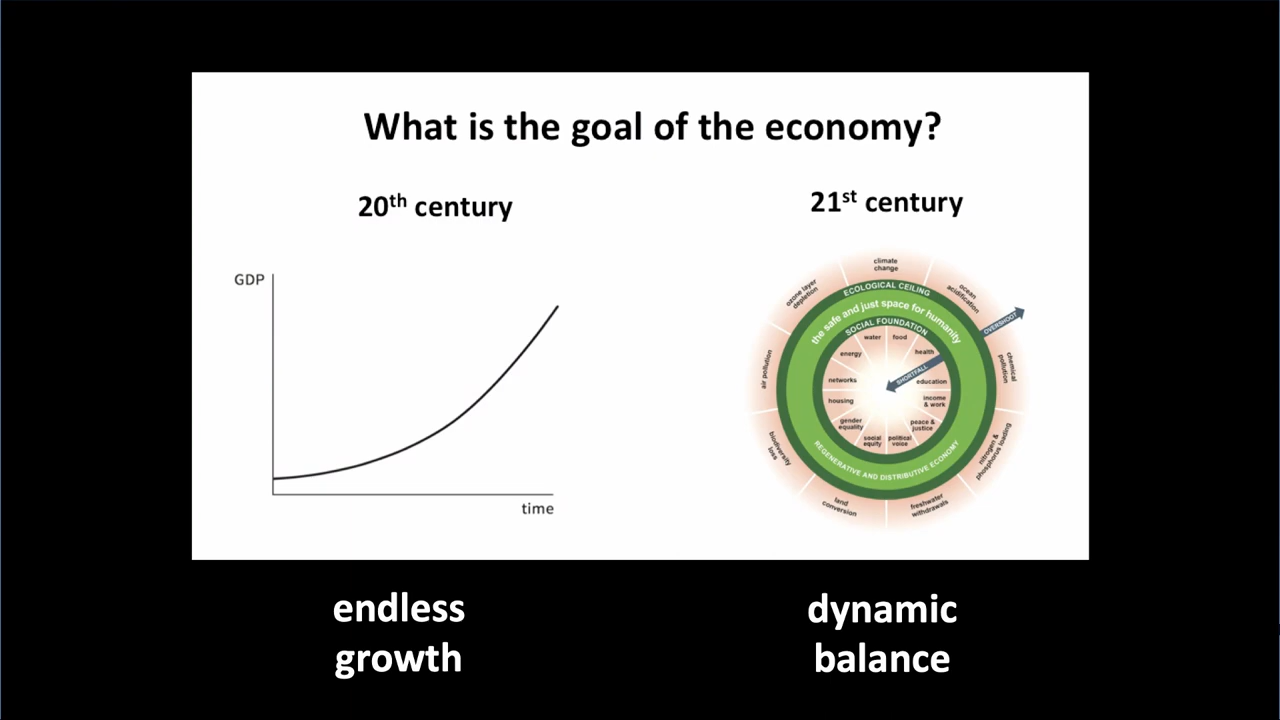 What is the goal of the economy?
20th century
21st century
GDP
time
climate
change
ocean
acidification
chemical
pollution
nitrogen &
phosphorus loading
freshwater
withdrawals
land
conversion
biodiversity
loss
air pollution
ozone layer
depletion
ECOLOGICAL CEILING
the safe and just space for humanity
SOCIAL FOUNDATION
OVERSHOOT
SHORTFALL
water
food
health
education
income
& work
peace &
justice
political
voice
social
equity
gender
equality
housing
networks
energy
REGENERATIVE AND DISTRIBUTIVE ECONOMY
endless
growth
dynamic
balance